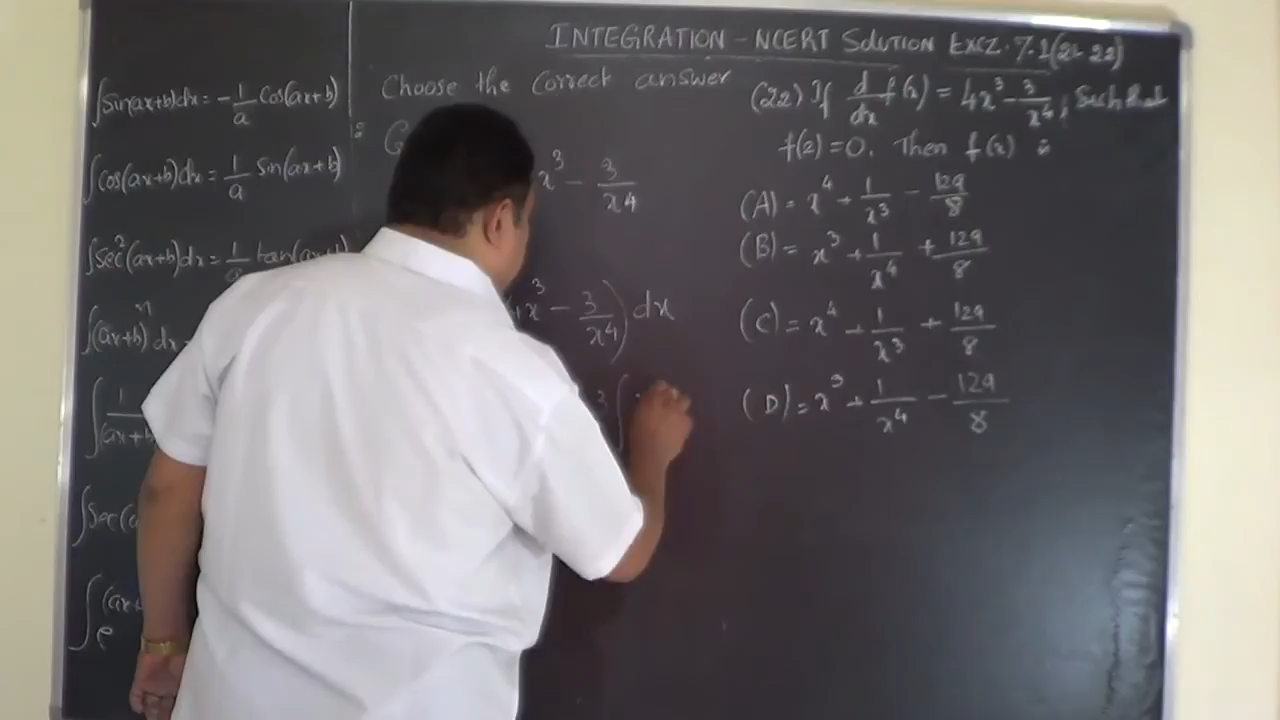 INTEGRATION - NCERT Solution Exc 7.1(21-22)
∫Sin(ax+b)dx = -1/a Cos(ax+b)
∫Cos(ax+b)dx = 1/a Sin(ax+b)
∫Sec²(ax+b)dx = 1/a tan(ax+b)
∫(ax+b)ⁿ dx
∫ 1/(ax+
∫Sec(
∫e^(ax+
Choose the correct answer
x³ - 3/x⁴
x³ - 3/x⁴) dx
3∫
(22) If d/dx f(x) = 4x³ - 3/x⁴, Such that
f(2)=0. Then f(x) is
(A) = x⁴ + 1/x³ - 129/8
(B) = x³ + 1/x⁴ + 129/8
(C) = x⁴ + 1/x³ + 129/8
(D) = x³ + 1/x⁴ - 129/8